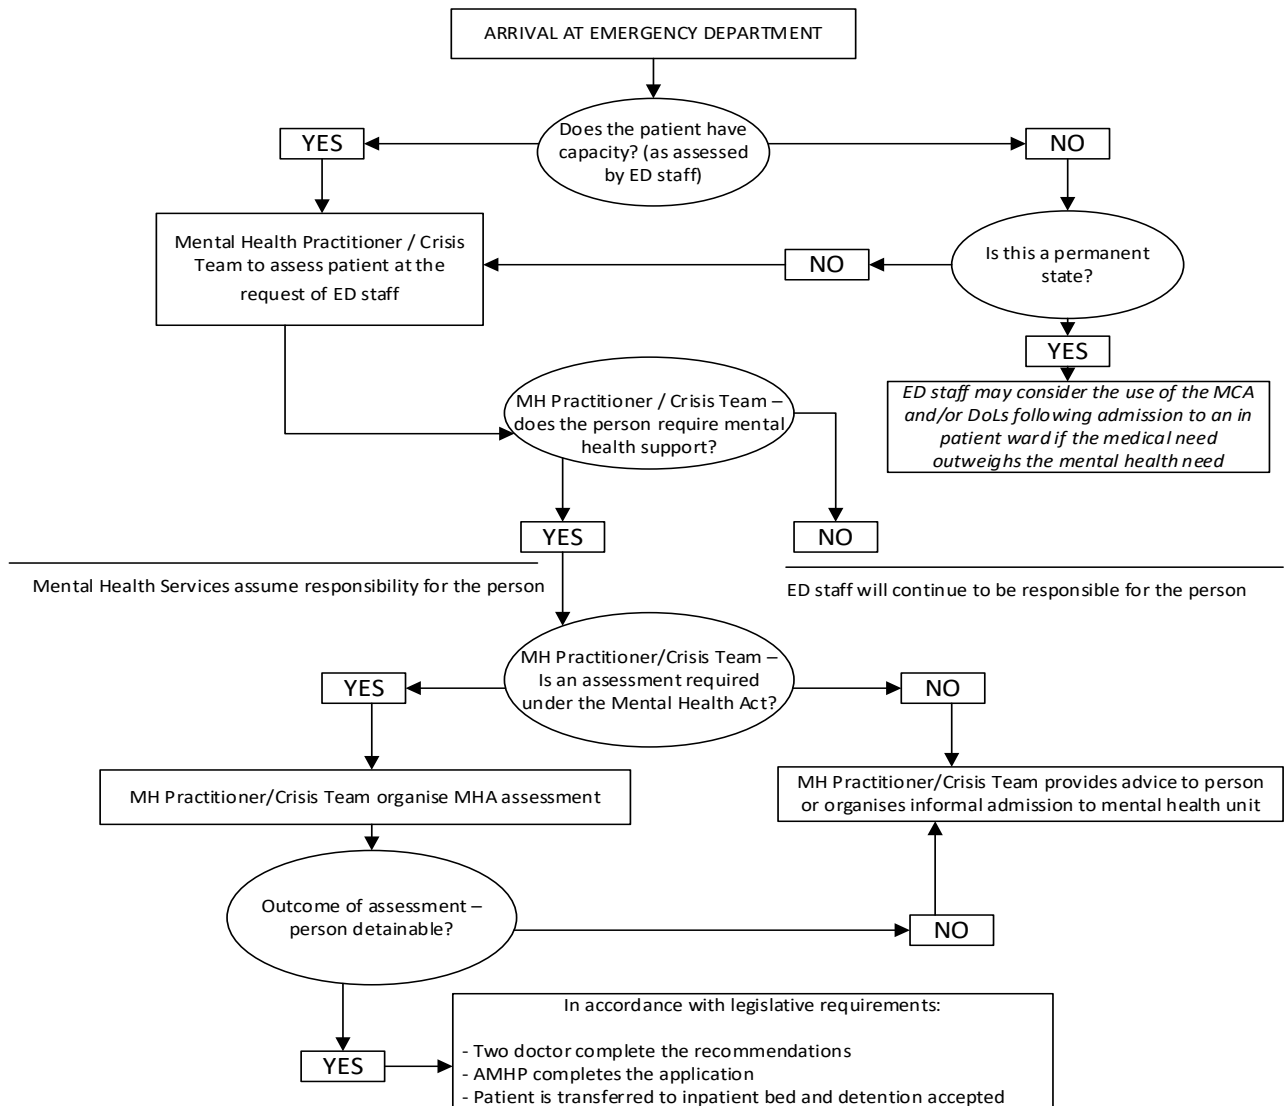 ARRIVAL AT EMERGENCY DEPARTMENT
Does the patient have
capacity? (as assessed
by ED staff)
YES
NO
Mental Health Practitioner / Crisis
Team to assess patient at the
request of ED staff
NO
Is this a permanent
state?
YES
ED staff may consider the use of the MCA
and/or DoLs following admission to an in
patient ward if the medical need
outweighs the mental health need
MH Practitioner / Crisis Team –
does the person require mental
health support?
YES
NO
Mental Health Services assume responsibility for the person
ED staff will continue to be responsible for the person
MH Practitioner/Crisis Team –
Is an assessment required
under the Mental Health Act?
YES
NO
MH Practitioner/Crisis Team organise MHA assessment
MH Practitioner/Crisis Team provides advice to person
or organises informal admission to mental health unit
Outcome of assessment –
person detainable?
NO
YES
In accordance with legislative requirements:
- Two doctor complete the recommendations
- AMHP completes the application
- Patient is transferred to inpatient bed and detention accepted